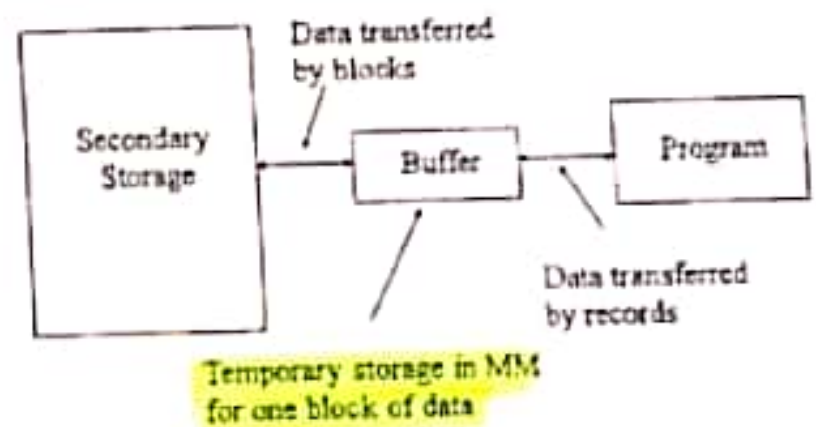 Data transferred
by blocks
Secondary
Storage
Buffer
Program
Data transferred
by records
Temporary storage in MM
for one block of data